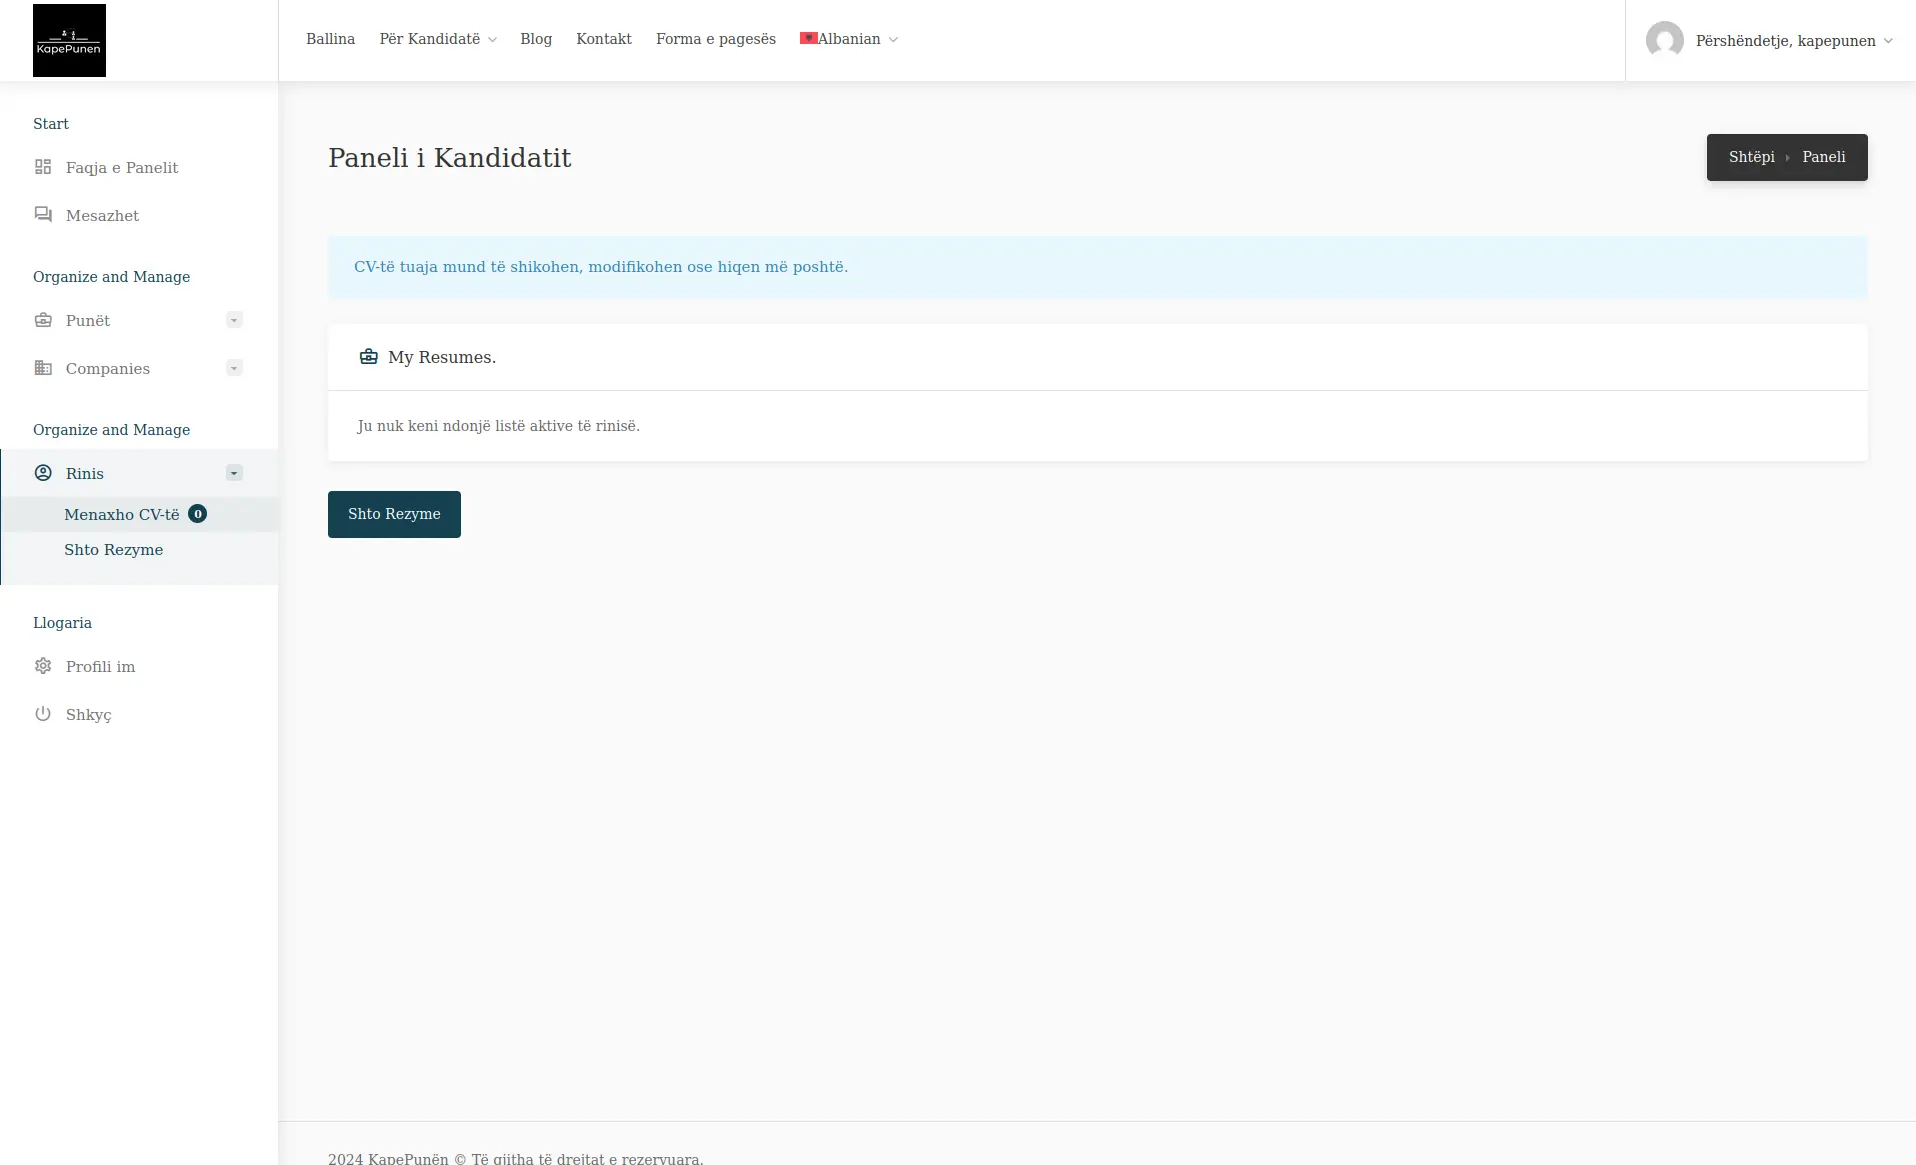 KapePunen
Ballina
Për Kandidatë
Blog
Kontakt
Forma e pagesës
Albanian
Përshëndetje, kapepunen
Start
Faqja e Panelit
Mesazhet
Organize and Manage
Punët
Companies
Organize and Manage
Rinis
Menaxho CV-të 0
Shto Rezyme
Llogaria
Profili im
Shkyç
Paneli i Kandidatit
Shtëpi Paneli
CV-të tuaja mund të shikohen, modifikohen ose hiqen më poshtë.
My Resumes.
Ju nuk keni ndonjë listë aktive të rinisë.
Shto Rezyme
2024 KapePunën © Të gjitha të drejtat e rezervuara.